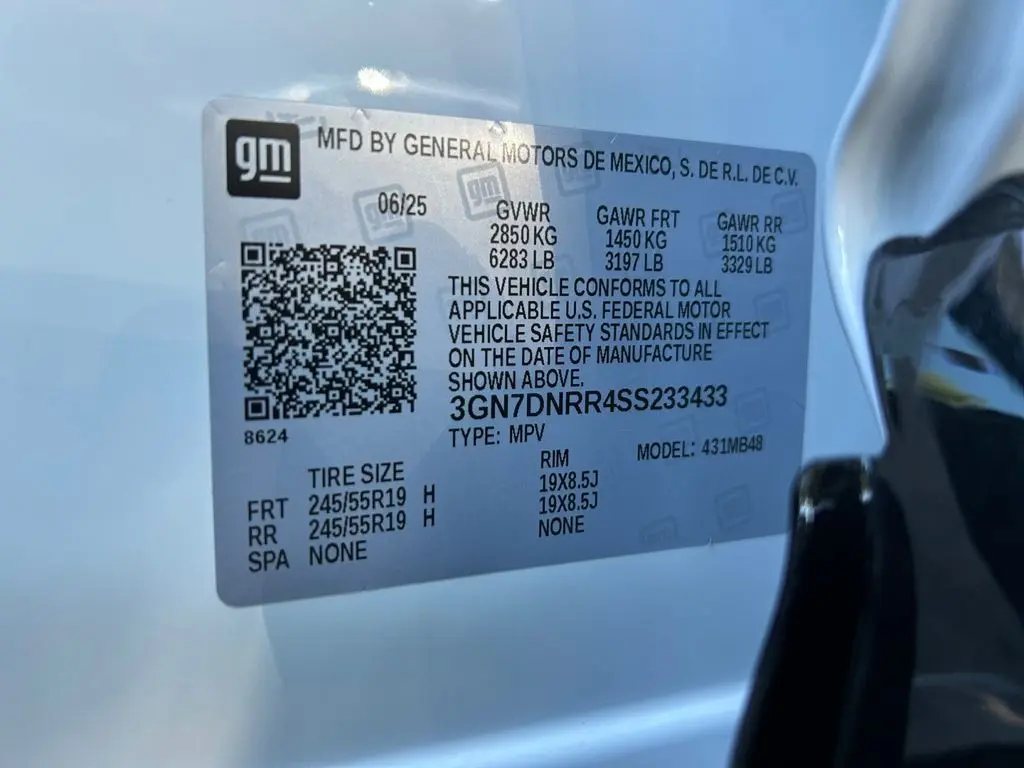 gm
MFD BY GENERAL MOTORS DE MEXICO, S. DE R.L. DE C.V.
06/25
GVWR GAWR FRT GAWR RR
2850 KG 1450 KG 1510 KG
6283 LB 3197 LB 3329 LB
THIS VEHICLE CONFORMS TO ALL
APPLICABLE U.S. FEDERAL MOTOR
VEHICLE SAFETY STANDARDS IN EFFECT
ON THE DATE OF MANUFACTURE
SHOWN ABOVE.
3GN7DNRR4SS233433
8624
TYPE: MPV MODEL: 431MB48
TIRE SIZE RIM
FRT 245/55R19 H 19X8.5J
RR 245/55R19 H 19X8.5J
SPA NONE NONE